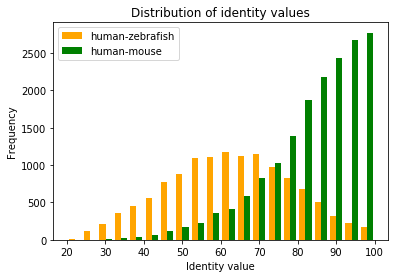 Distribution of identity values
human-zebrafish
human-mouse
2500
2000
1500
1000
500
0
Frequency
20 30 40 50 60 70 80 90 100
Identity value